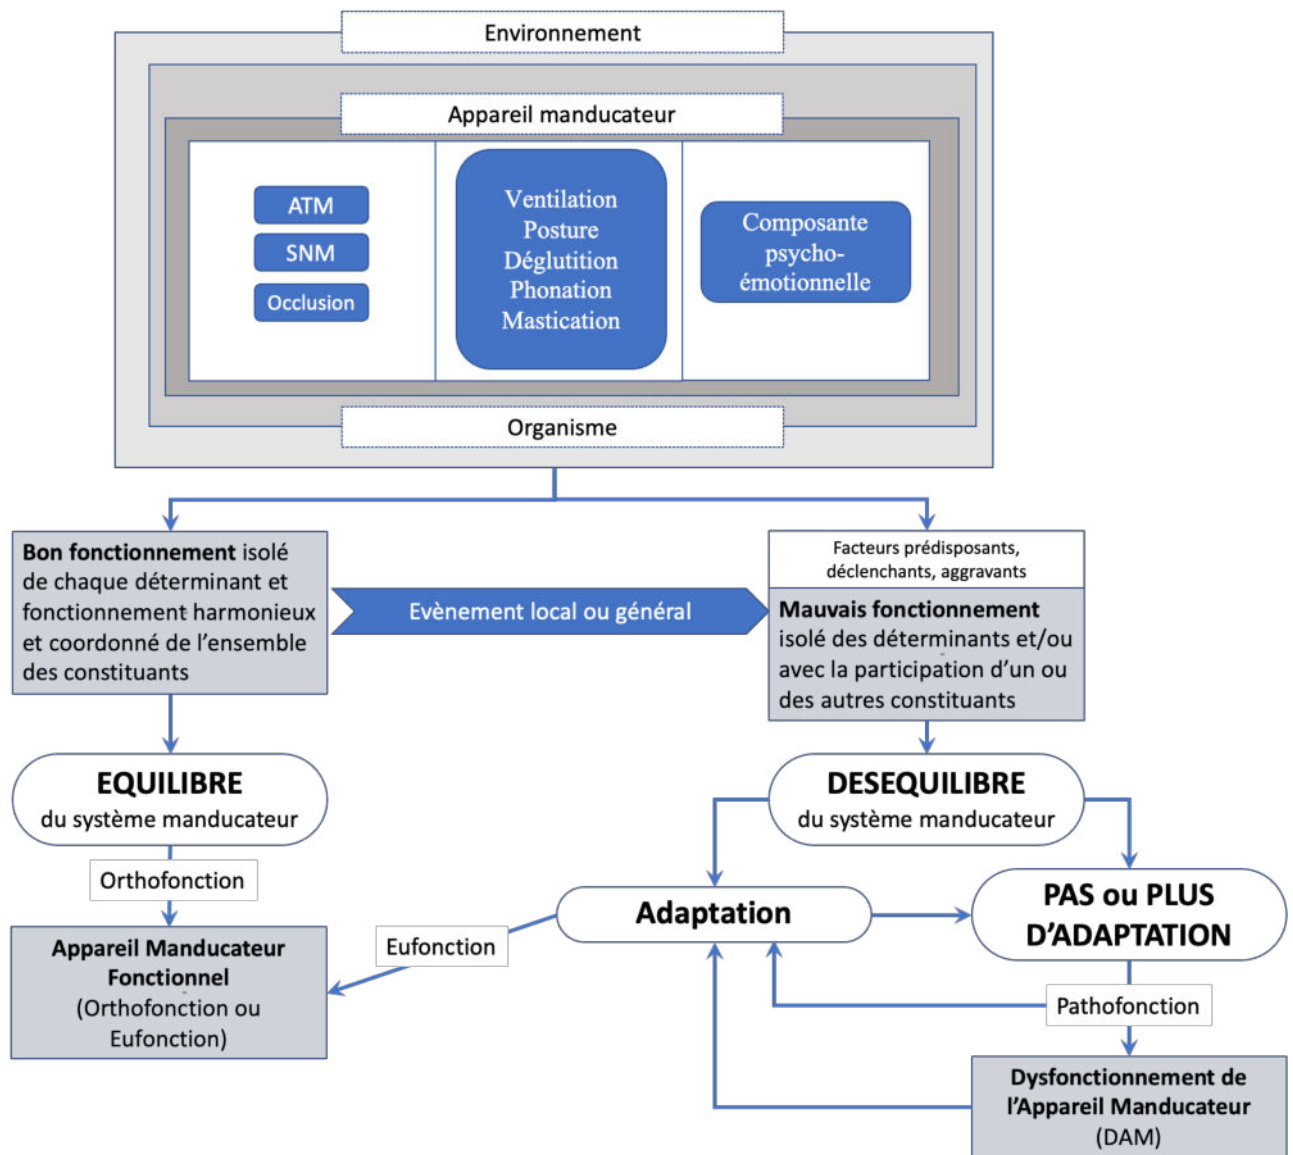 Environnement
Appareil manducateur
ATM
SNM
Occlusion
Ventilation
Posture
Déglutition
Phonation
Mastication
Composante
psycho-
émotionnelle
Organisme
Bon fonctionnement isolé
de chaque déterminant et
fonctionnement harmonieux
et coordonné de l’ensemble
des constituants
Evènement local ou général
Facteurs prédisposants,
déclenchants, aggravants
Mauvais fonctionnement
isolé des déterminants et/ou
avec la participation d’un ou
des autres constituants
EQUILIBRE
du système manducateur
DESEQUILIBRE
du système manducateur
Orthofonction
Adaptation
PAS ou PLUS
D’ADAPTATION
Eufonction
Appareil Manducateur
Fonctionnel
(Orthofonction ou
Eufonction)
Pathofonction
Dysfonctionnement de
l’Appareil Manducateur
(DAM)